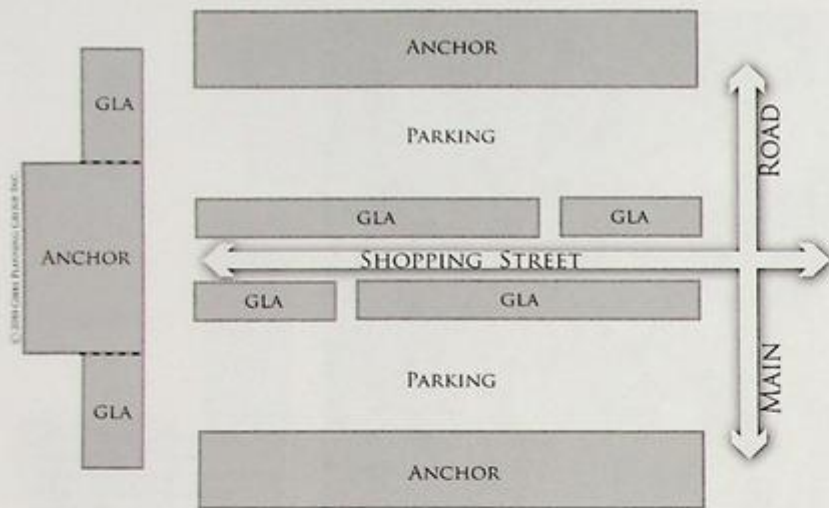 ANCHOR
GLA
ROAD
PARKING
GLA
GLA
ANCHOR
SHOPPING STREET
GLA
GLA
MAIN
PARKING
GLA
ANCHOR